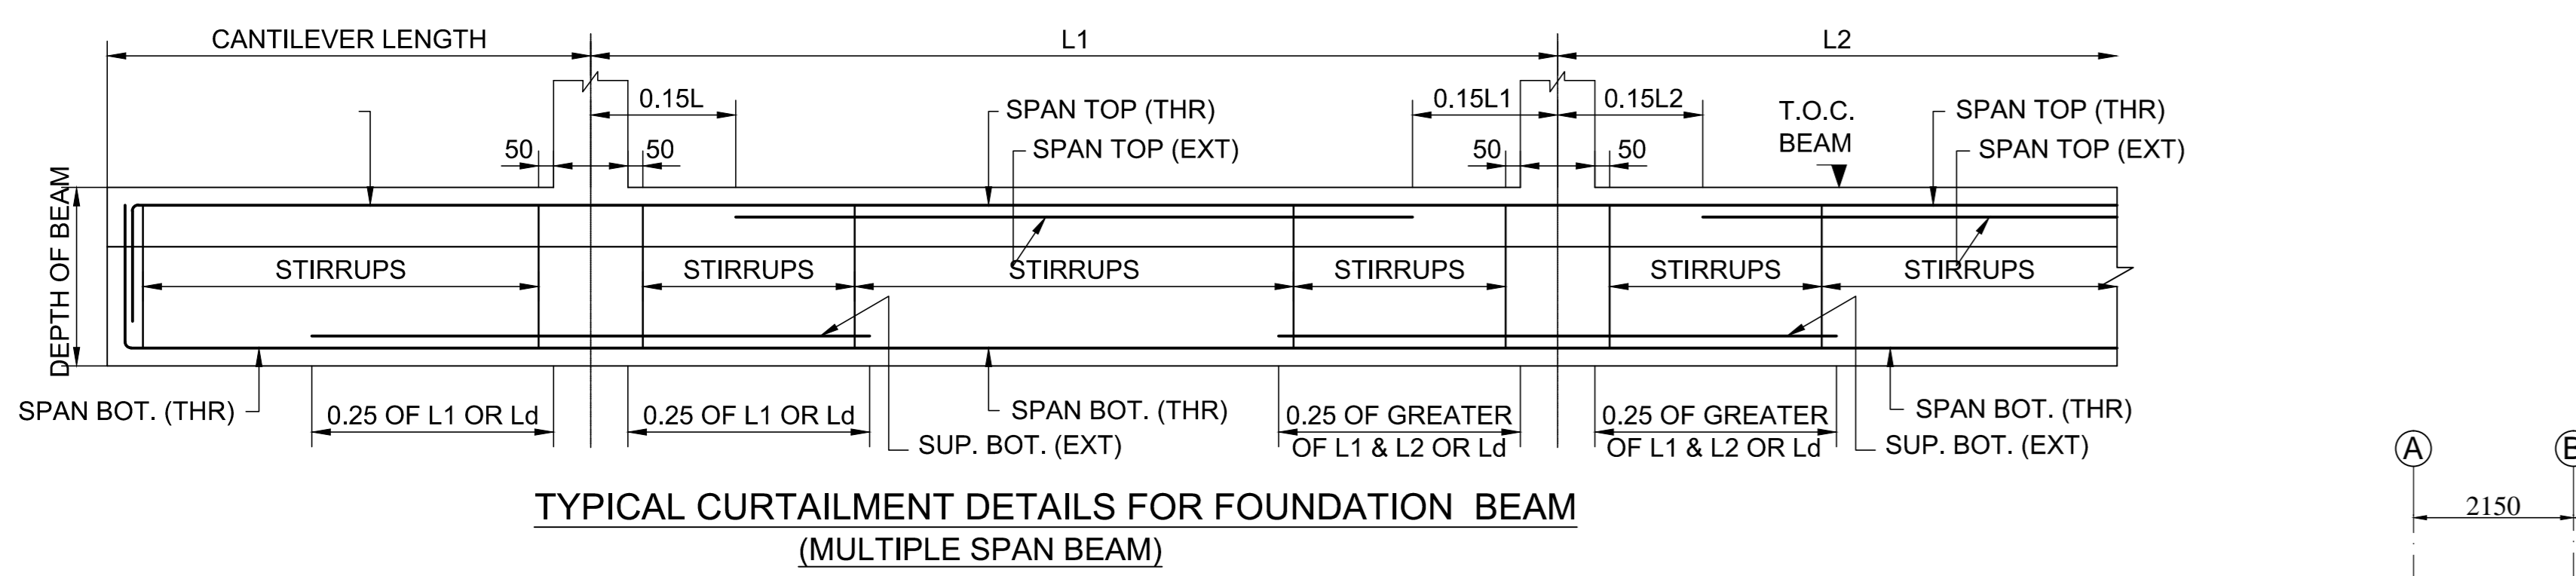 CANTILEVER LENGTH
L1
L2
0.15L
SPAN TOP (THR)
0.15L1
0.15L2
T.O.C.
BEAM
SPAN TOP (THR)
50
50
SPAN TOP (EXT)
50
50
SPAN TOP (EXT)
DEPTH OF BEAM
STIRRUPS
STIRRUPS
STIRRUPS
STIRRUPS
STIRRUPS
STIRRUPS
SPAN BOT. (THR)
0.25 OF L1 OR Ld
0.25 OF L1 OR Ld
SPAN BOT. (THR)
0.25 OF GREATER
OF L1 & L2 OR Ld
0.25 OF GREATER
OF L1 & L2 OR Ld
SPAN BOT. (THR)
SUP. BOT. (EXT)
SUP. BOT. (EXT)
A
B
TYPICAL CURTAILMENT DETAILS FOR FOUNDATION BEAM
(MULTIPLE SPAN BEAM)
2150